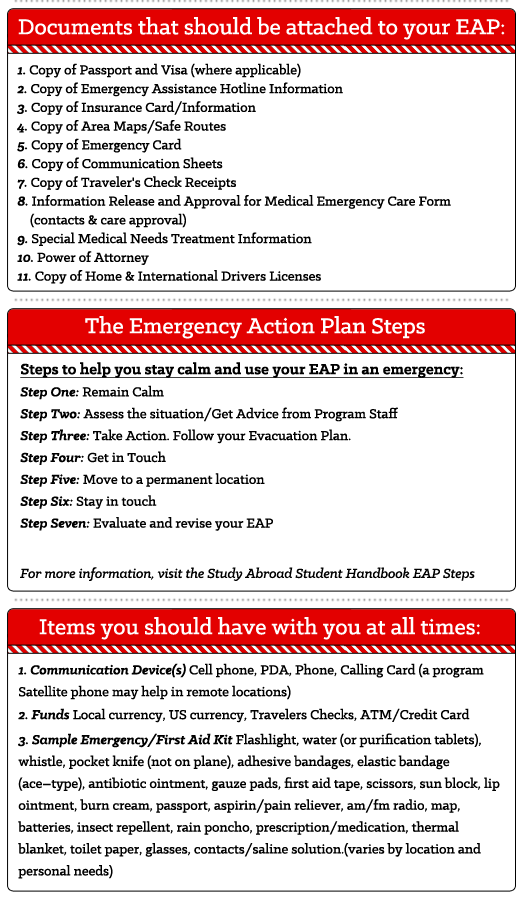 Documents that should be attached to your EAP:
1. Copy of Passport and Visa (where applicable)
2. Copy of Emergency Assistance Hotline Information
3. Copy of Insurance Card/Information
4. Copy of Area Maps/Safe Routes
5. Copy of Emergency Card
6. Copy of Communication Sheets
7. Copy of Traveler's Check Receipts
8. Information Release and Approval for Medical Emergency Care Form
(contacts & care approval)
9. Special Medical Needs Treatment Information
10. Power of Attorney
11. Copy of Home & International Drivers Licenses
The Emergency Action Plan Steps
Steps to help you stay calm and use your EAP in an emergency:
Step One: Remain Calm
Step Two: Assess the situation/Get Advice from Program Staff
Step Three: Take Action. Follow your Evacuation Plan.
Step Four: Get in Touch
Step Five: Move to a permanent location
Step Six: Stay in touch
Step Seven: Evaluate and revise your EAP
For more information, visit the Study Abroad Student Handbook EAP Steps
Items you should have with you at all times:
1. Communication Device(s) Cell phone, PDA, Phone, Calling Card (a program
Satellite phone may help in remote locations)
2. Funds Local currency, US currency, Travelers Checks, ATM/Credit Card
3. Sample Emergency/First Aid Kit Flashlight, water (or purification tablets),
whistle, pocket knife (not on plane), adhesive bandages, elastic bandage
(ace–type), antibiotic ointment, gauze pads, first aid tape, scissors, sun block, lip
ointment, burn cream, passport, aspirin/pain reliever, am/fm radio, map,
batteries, insect repellent, rain poncho, prescription/medication, thermal
blanket, toilet paper, glasses, contacts/saline solution.(varies by location and
personal needs)